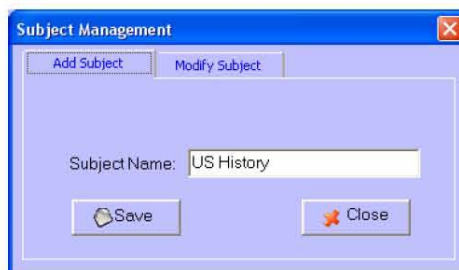 Subject Management
Add Subject Modify Subject
Subject Name: US History
Save Close